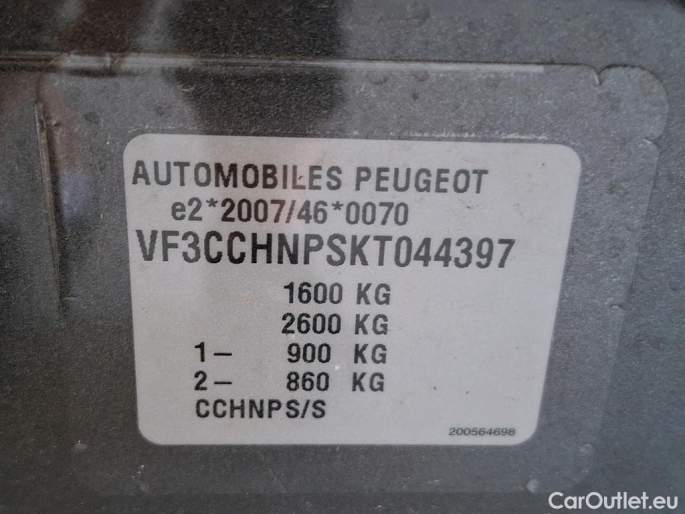 AUTOMOBILES PEUGEOT
e2*2007/46*0070
VF3CCHNPSKT044397
1600 KG
2600 KG
1– 900 KG
2– 860 KG
CCHNPS/S
200564698
CarOutlet.eu